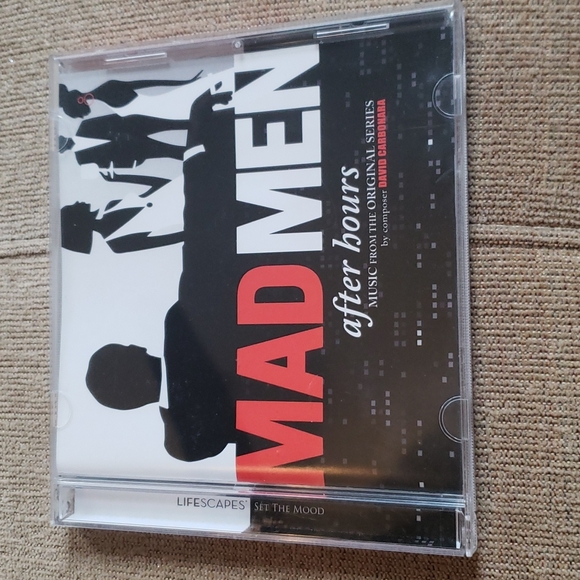 MAD MEN
after hours
MUSIC FROM THE ORIGINAL SERIES
by composer DAVID CARBONARA
LIFESCAPES® SET THE MOOD